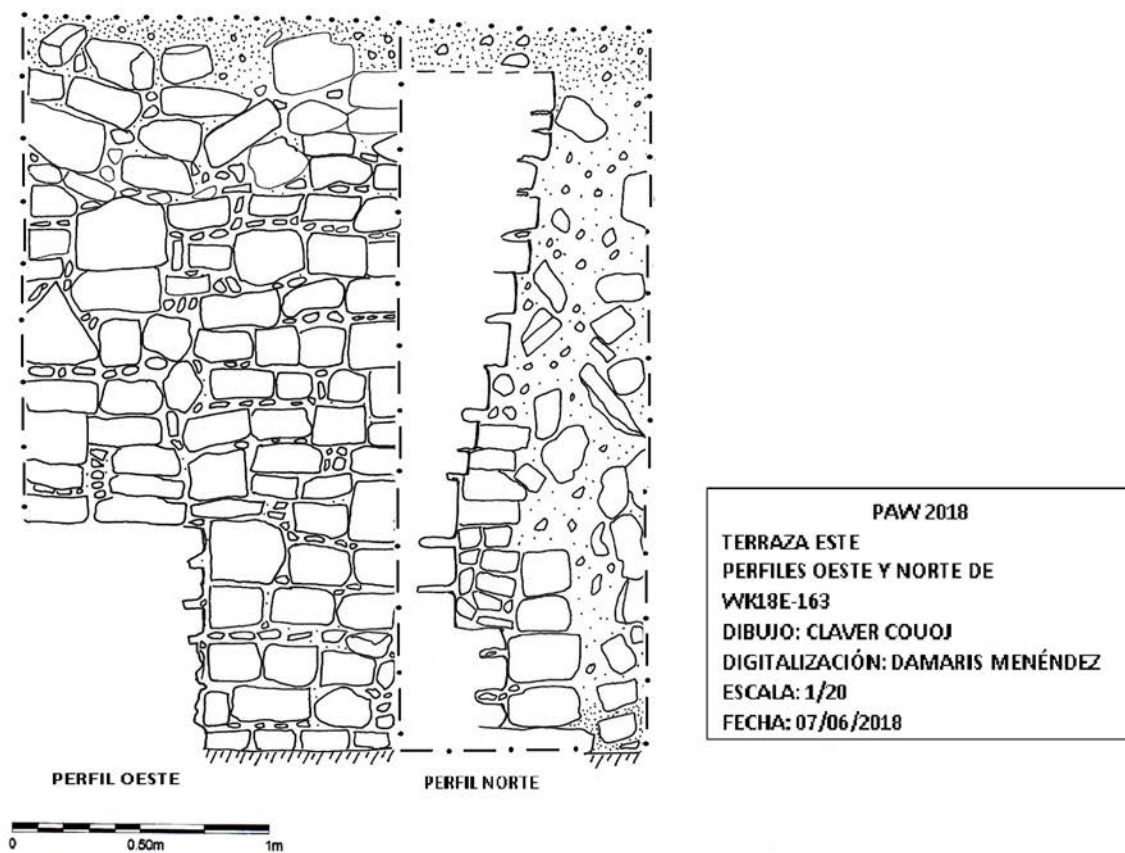 PERFIL OESTE
PERFIL NORTE
0 0.50m 1m
PAW 2018
TERRAZA ESTE
PERFILES OESTE Y NORTE DE
WK18E-163
DIBUJO: CLAVER COUOJ
DIGITALIZACIÓN: DAMARIS MENÉNDEZ
ESCALA: 1/20
FECHA: 07/06/2018